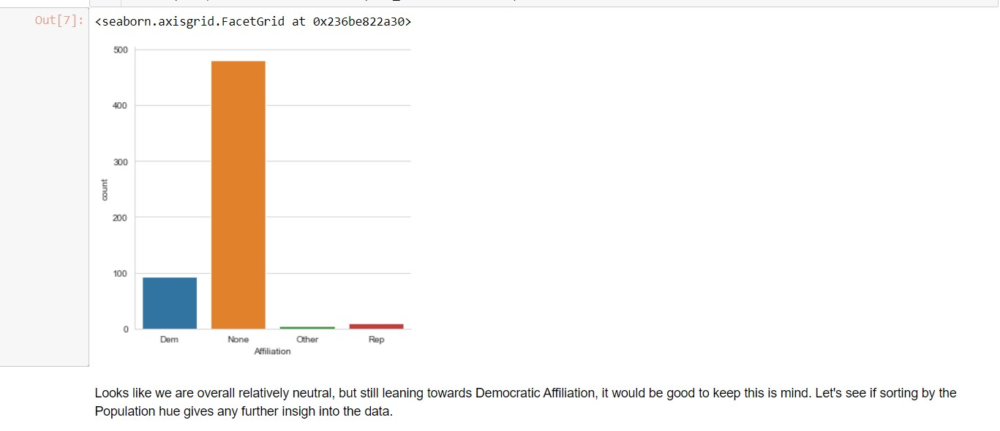 Out[7]:
<seaborn.axisgrid.FacetGrid at 0x236be822a30>
500
400
300
200
100
0
count
Dem None Other Rep
Affiliation
Looks like we are overall relatively neutral, but still leaning towards Democratic Affiliation, it would be good to keep this is mind. Let's see if sorting by the
Population hue gives any further insigh into the data.